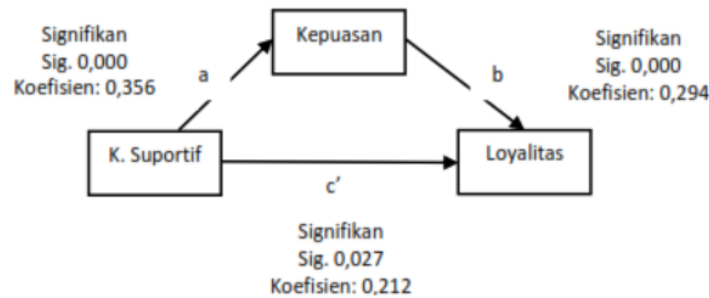 Signifikan
Sig. 0,000
Koefisien: 0,356
a
Kepuasan
b
Signifikan
Sig. 0,000
Koefisien: 0,294
K. Suportif
Loyalitas
c’
Signifikan
Sig. 0,027
Koefisien: 0,212